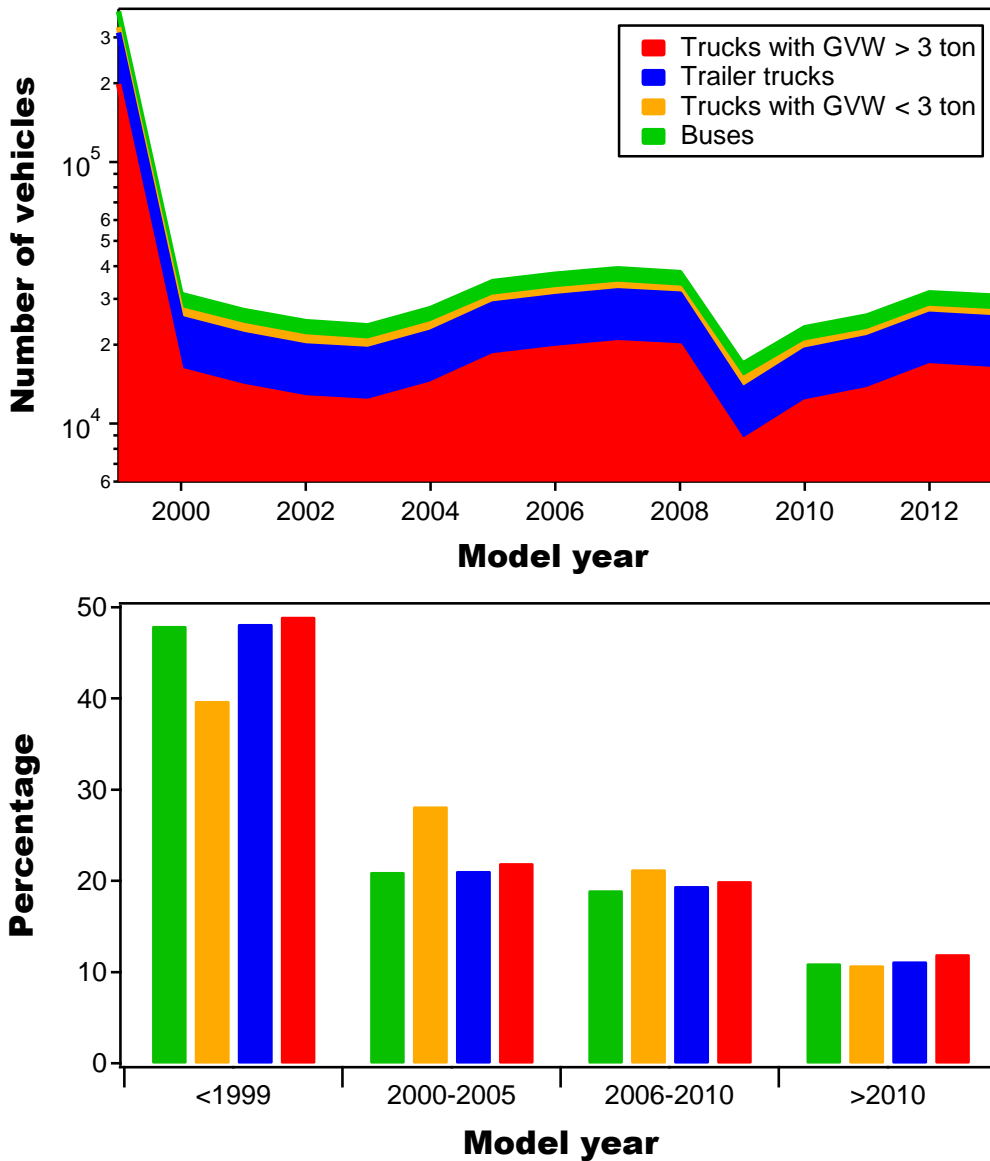 Number of vehicles
3
2
10^5
6
5
4
3
2
10^4
6
Trucks with GVW > 3 ton
Trailer trucks
Trucks with GVW < 3 ton
Buses
2000 2002 2004 2006 2008 2010 2012
Model year
Percentage
50
40
30
20
10
0
<1999 2000-2005 2006-2010 >2010
Model year